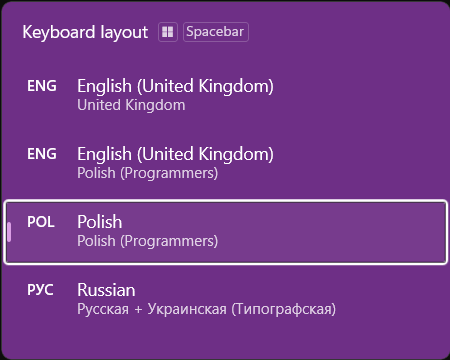 Keyboard layout Spacebar
ENG English (United Kingdom)
United Kingdom
ENG English (United Kingdom)
Polish (Programmers)
POL Polish
Polish (Programmers)
РУС Russian
Русская + Украинская (Типографская)